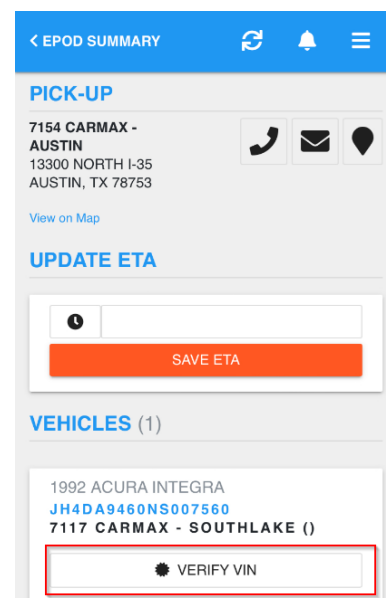 EPOD SUMMARY
PICK-UP
7154 CARMAX -
AUSTIN
13300 NORTH I-35
AUSTIN, TX 78753
View on Map
UPDATE ETA
SAVE ETA
VEHICLES (1)
1992 ACURA INTEGRA
JH4DA9460NS007560
7117 CARMAX - SOUTHLAKE ()
VERIFY VIN